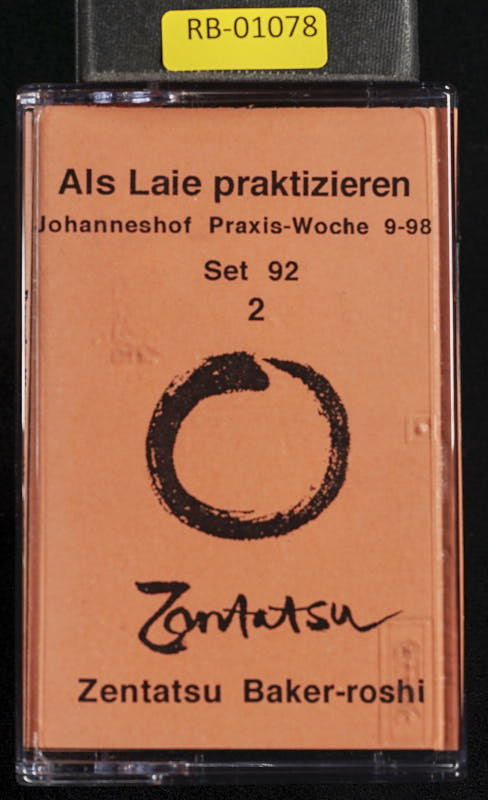 RB-01078
Als Laie praktizieren
Johanneshof Praxis-Woche 9-98
Set 92
2
Zentatsu
Zentatsu Baker-roshi